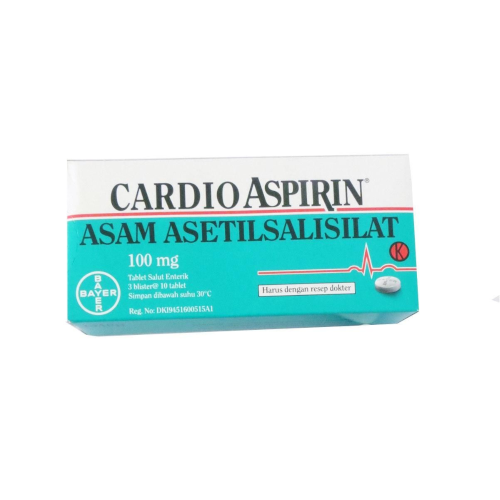 CARDIO ASPIRIN®
ASAM ASETILSALISILAT
100 mg
Tablet Salut Enterik
3 blister@ 10 tablet
Simpan dibawah suhu 30°C
Reg. No: DKI9451600515A1
BAYER
BAYER
K
Harus dengan resep dokter